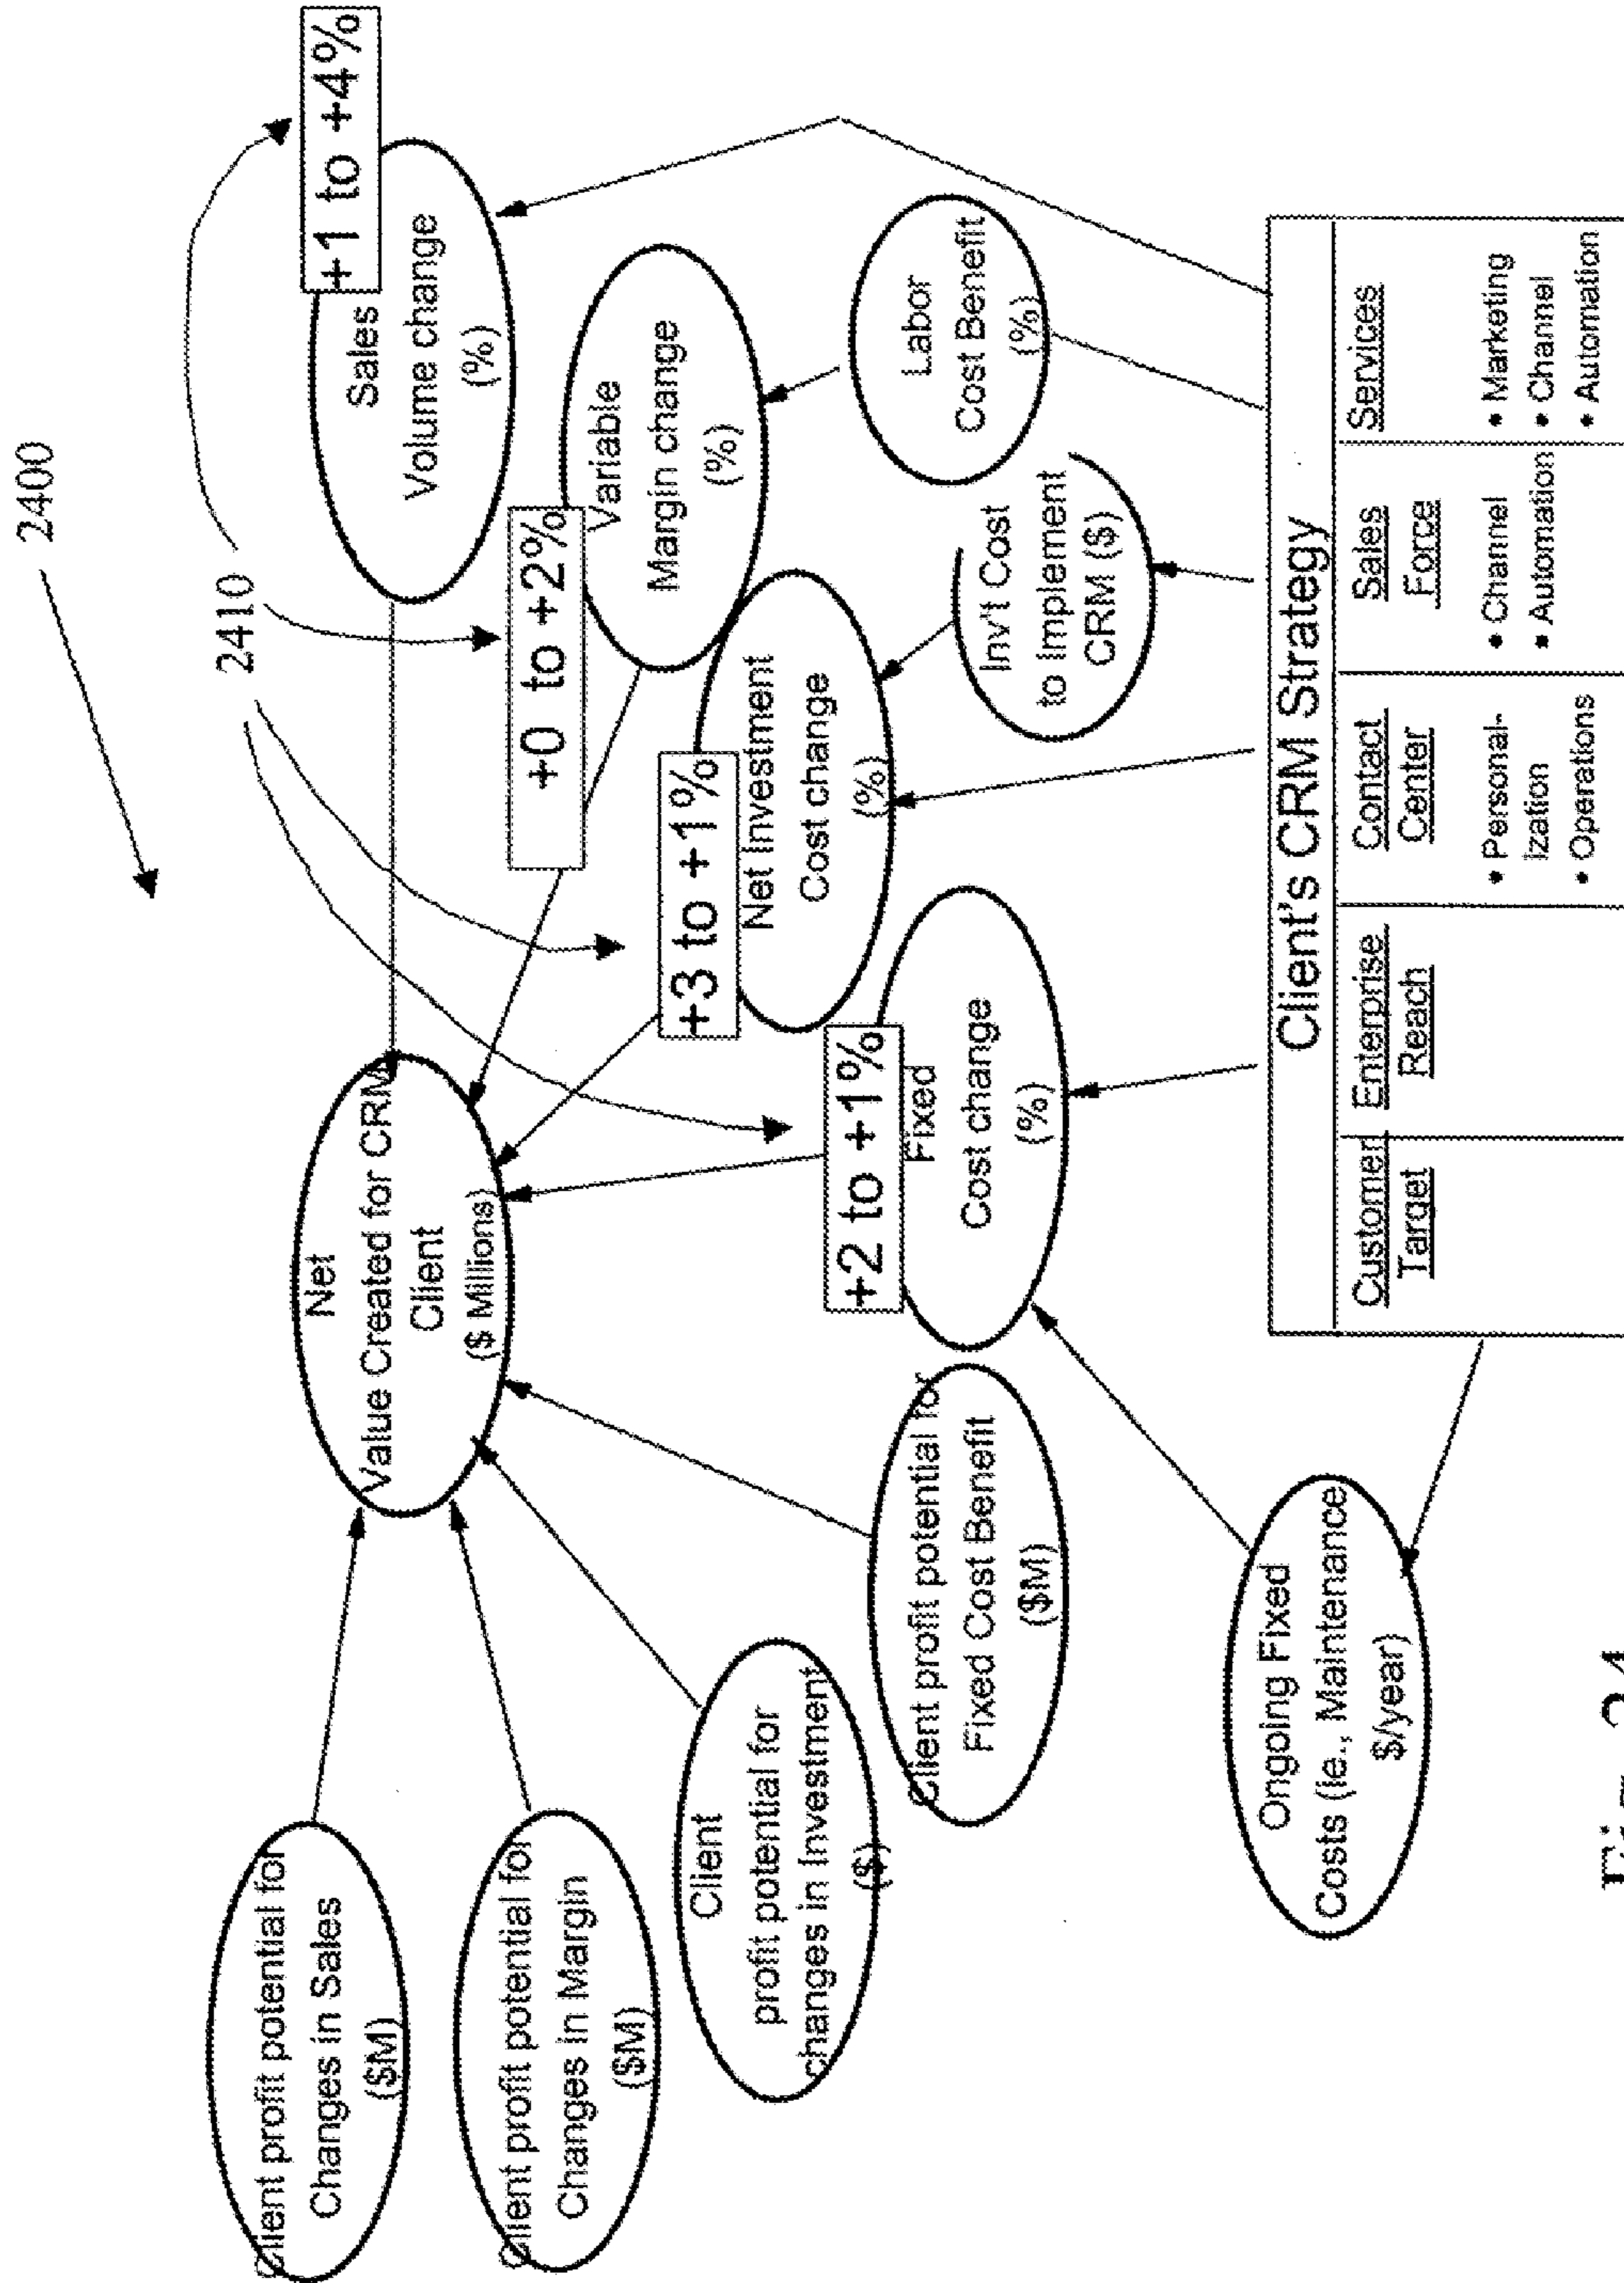 2400
2410
+1 to +4%
Sales
Volume change
(%)
+0 to +2%
Variable
Margin change
(%)
+3 to +1%
Net Investment
Cost change
(%)
+2 to +1%
Fixed
Cost change
(%)
Labor
Cost Benefit
(%)
Inv't Cost
to Implement
CRM ($)
Net
Value Created for CRM
Client
($ Millions)
Client profit potential for
Changes in Sales
($M)
Client profit potential for
Changes in Margin
($M)
Client
profit potential for
changes in Investment
($)
Client profit potential for
Fixed Cost Benefit
($M)
Ongoing Fixed
Costs (ie., Maintenance
$/year)
Client's CRM Strategy
Customer
Target
Enterprise
Reach
Contact
Center
• Personal-
ization
• Operations
Sales
Force
• Channel
• Automation
Services
• Marketing
• Channel
• Automation
Fig. 24